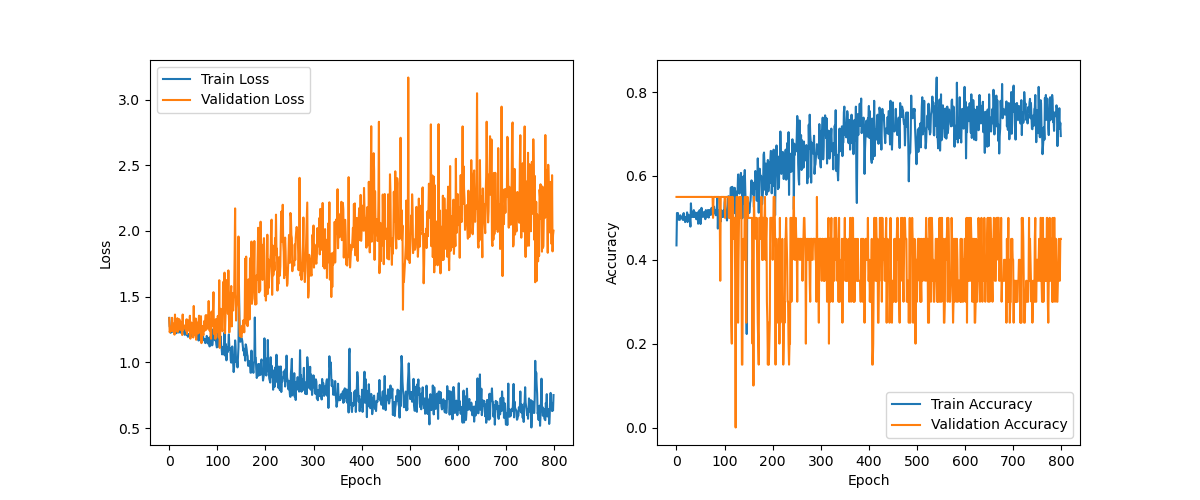 Train Loss
Validation Loss
3.0
2.5
2.0
1.5
1.0
0.5
Loss
0 100 200 300 400 500 600 700 800
Epoch
0.8
0.6
0.4
0.2
0.0
Accuracy
Train Accuracy
Validation Accuracy
0 100 200 300 400 500 600 700 800
Epoch